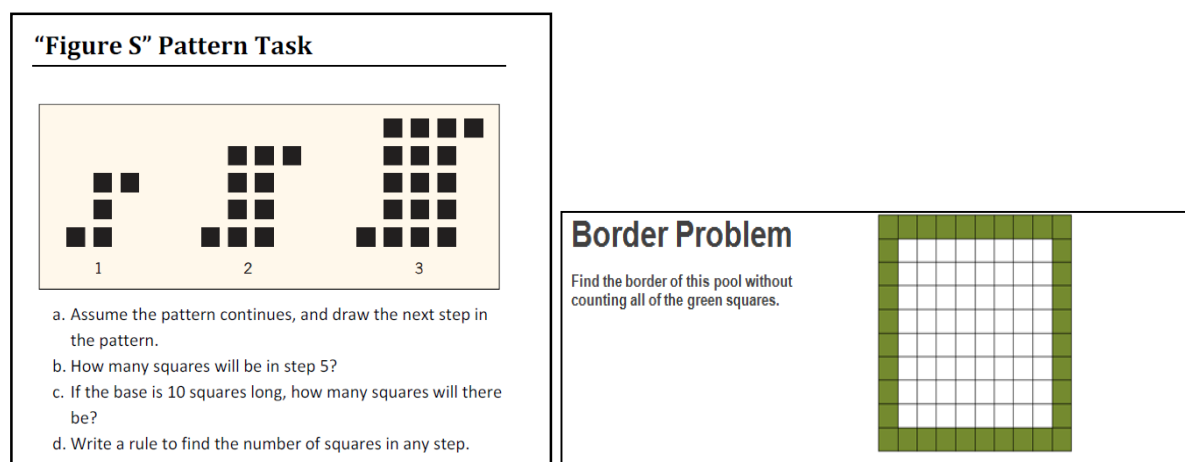 “Figure S” Pattern Task
1 2 3
a. Assume the pattern continues, and draw the next step in
the pattern.
b. How many squares will be in step 5?
c. If the base is 10 squares long, how many squares will there
be?
d. Write a rule to find the number of squares in any step.
Border Problem
Find the border of this pool without
counting all of the green squares.